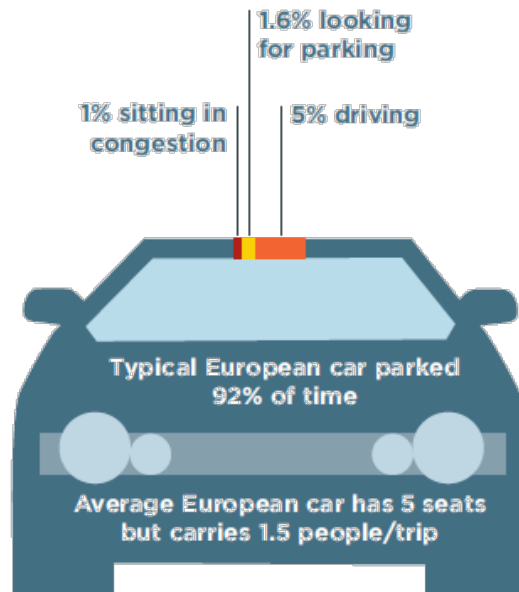 1.6% looking
for parking
1% sitting in
congestion
5% driving
Typical European car parked
92% of time
Average European car has 5 seats
but carries 1.5 people/trip